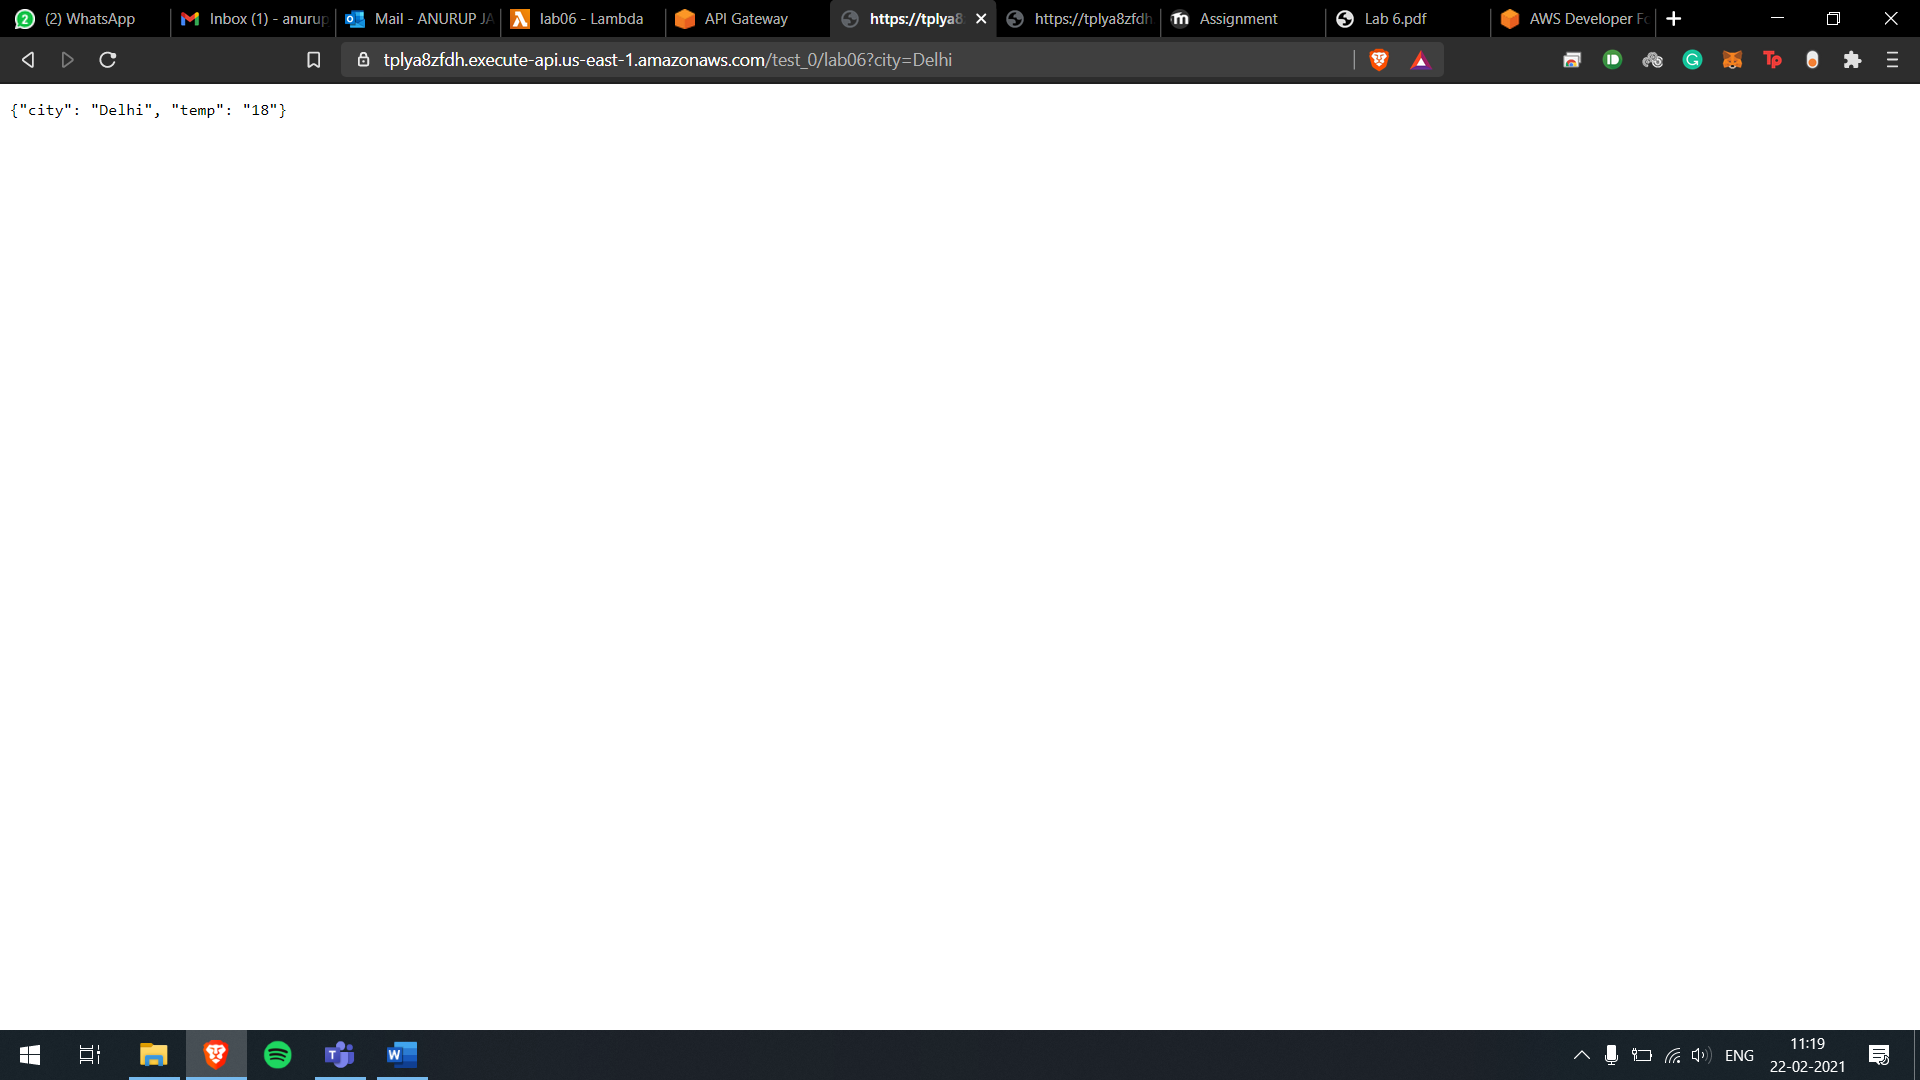 (2) WhatsApp
Inbox (1) - anurup
Mail - ANURUP JA
lab06 - Lambda
API Gateway
https://tplya8
https://tplya8zfdh
Assignment
Lab 6.pdf
AWS Developer Fo
tplya8zfdh.execute-api.us-east-1.amazonaws.com/test_0/lab06?city=Delhi
{"city": "Delhi", "temp": "18"}
ENG
11:19
22-02-2021